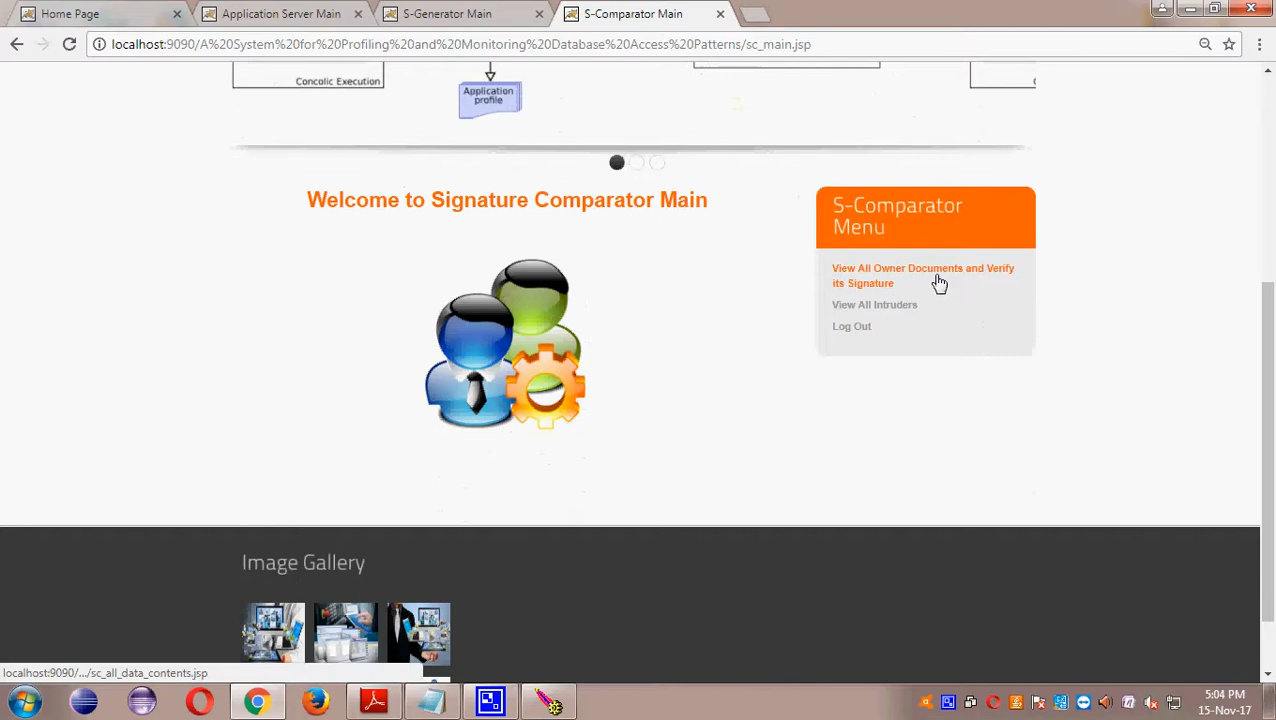 Home Page
Application Server Main
S-Generator Main
S-Comparator Main
localhost:9090/A%20System%20for%20Profiling%20and%20Monitoring%20Database%20Access%20Patterns/sc_main.jsp
Concolic Execution
Application
profile
Welcome to Signature Comparator Main
S-Comparator
Menu
View All Owner Documents and Verify
its Signature
View All Intruders
Log Out
Image Gallery
localhost:9090/.../sc_all_data_contents.jsp
5:04 PM
15-Nov-17